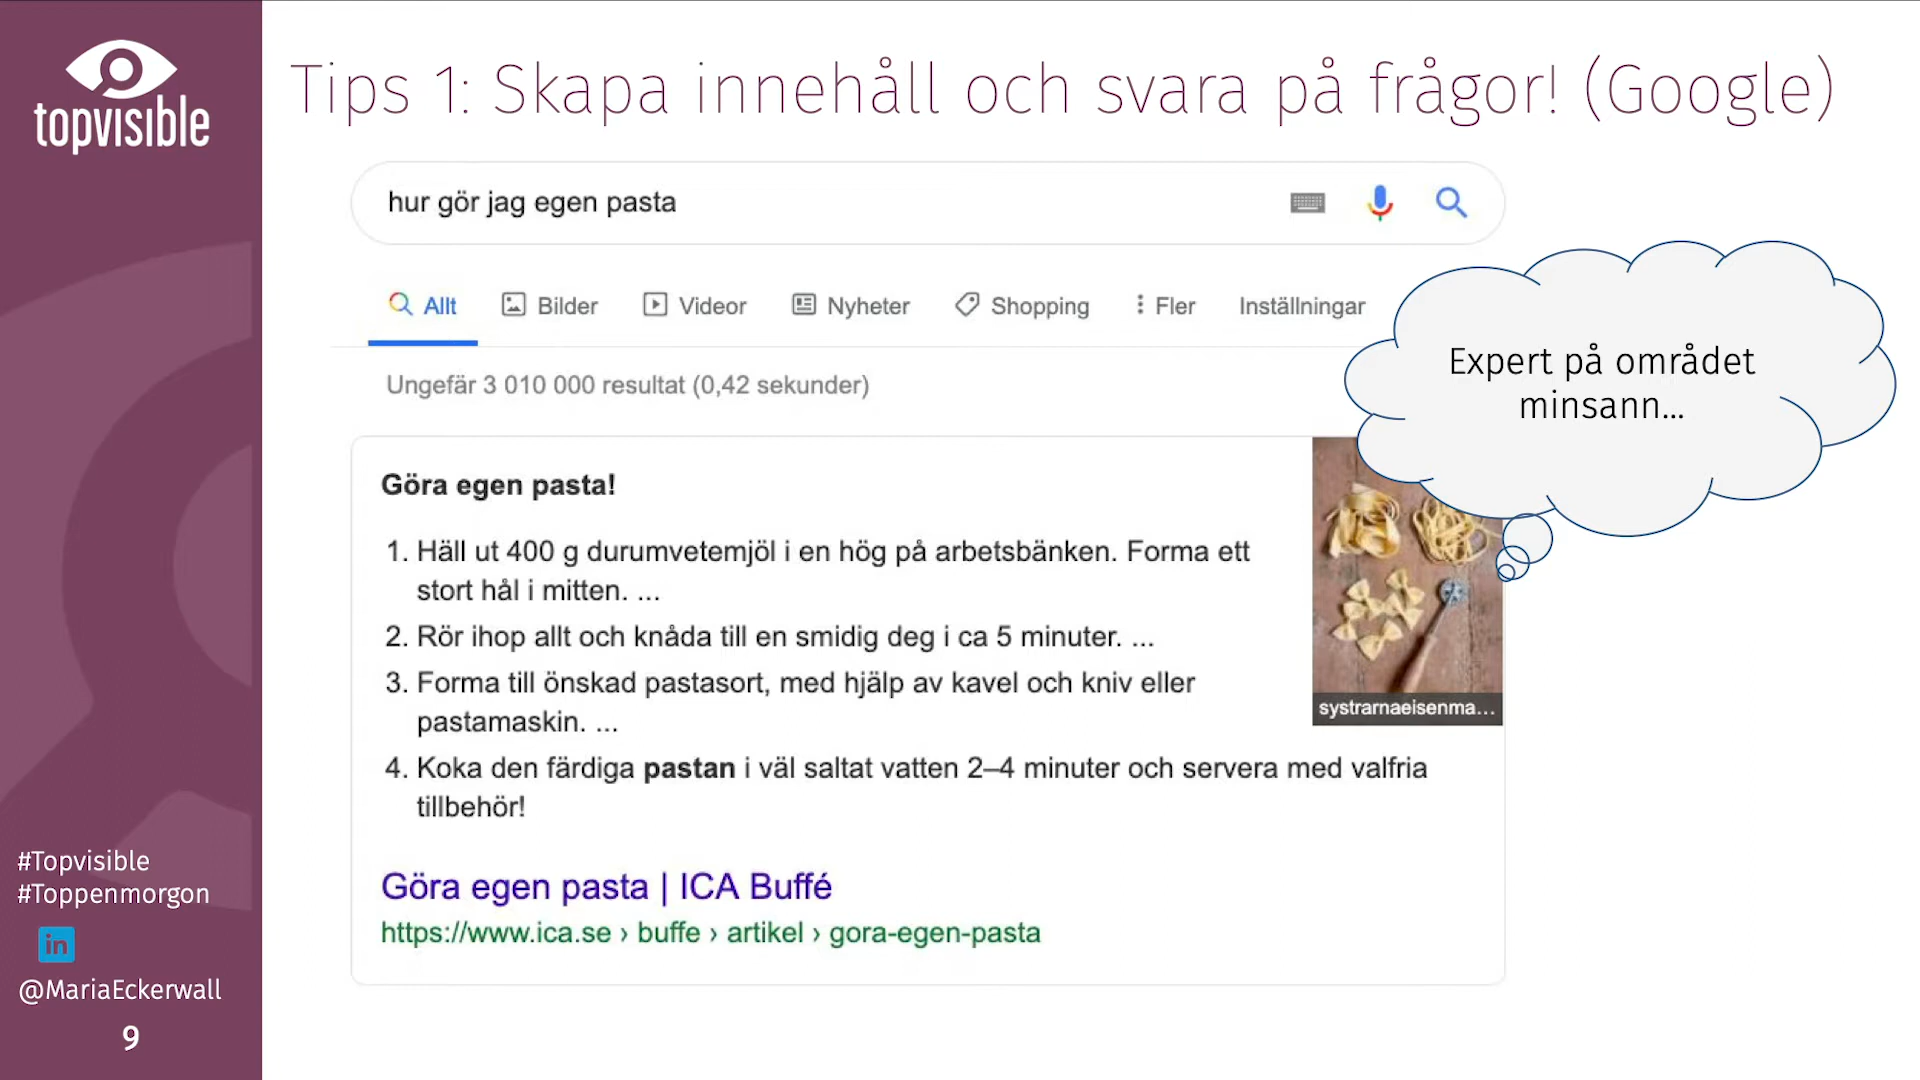 topvisible
Tips 1: Skapa innehåll och svara på frågor! (Google)
hur gör jag egen pasta
Allt Bilder Videor Nyheter Shopping Fler Inställningar
Ungefär 3 010 000 resultat (0,42 sekunder)
Expert på området
minsann...
Göra egen pasta!
1. Häll ut 400 g durumvetemjöl i en hög på arbetsbänken. Forma ett
stort hål i mitten. ...
2. Rör ihop allt och knåda till en smidig deg i ca 5 minuter. ...
3. Forma till önskad pastasort, med hjälp av kavel och kniv eller
pastamaskin. ...
4. Koka den färdiga pastan i väl saltat vatten 2–4 minuter och servera med valfria
tillbehör!
systrarnaeisenma...
Göra egen pasta | ICA Buffé
https://www.ica.se › buffe › artikel › gora-egen-pasta
#Topvisible
#Toppenmorgon
in
@MariaEckerwall
9